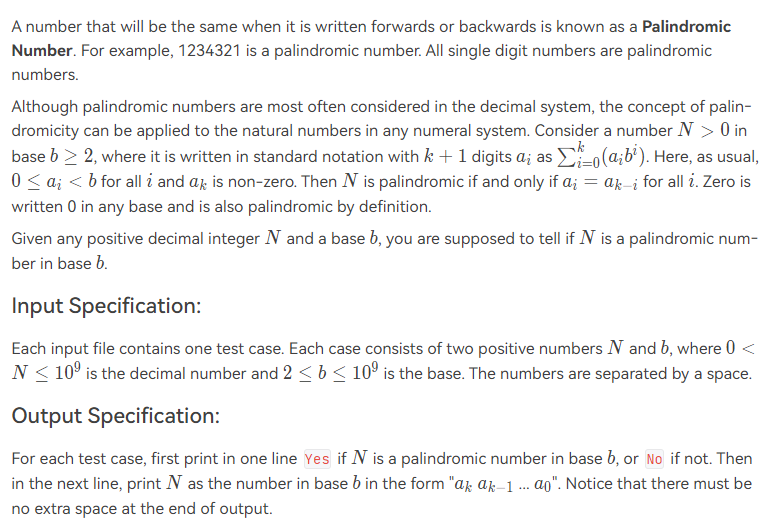 A number that will be the same when it is written forwards or backwards is known as a Palindromic
Number. For example, 1234321 is a palindromic number. All single digit numbers are palindromic
numbers.
Although palindromic numbers are most often considered in the decimal system, the concept of palin-
dromicity can be applied to the natural numbers in any numeral system. Consider a number N > 0 in
base b ≥ 2, where it is written in standard notation with k + 1 digits a_i as ∑_{i=0}^{k}(a_i b^i). Here, as usual,
0 ≤ a_i < b for all i and a_k is non-zero. Then N is palindromic if and only if a_i = a_{k−i} for all i. Zero is
written 0 in any base and is also palindromic by definition.
Given any positive decimal integer N and a base b, you are supposed to tell if N is a palindromic num-
ber in base b.
Input Specification:
Each input file contains one test case. Each case consists of two positive numbers N and b, where 0 <
N ≤ 10^9 is the decimal number and 2 ≤ b ≤ 10^9 is the base. The numbers are separated by a space.
Output Specification:
For each test case, first print in one line Yes if N is a palindromic number in base b, or No if not. Then
in the next line, print N as the number in base b in the form "a_k a_{k−1} ... a_0". Notice that there must be
no extra space at the end of output.